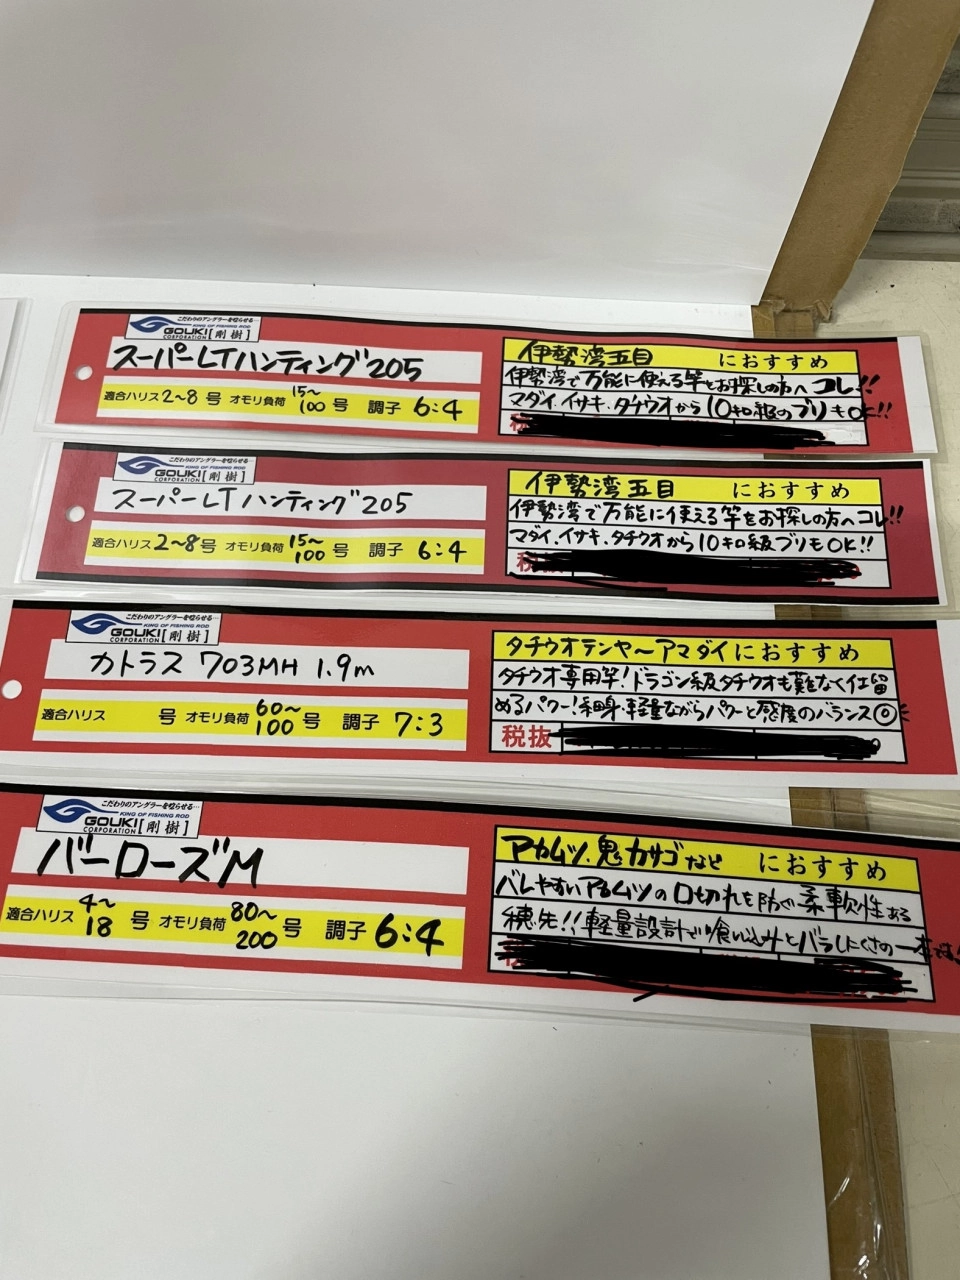 こだわりのアングラーを唸らせる…
KING OF FISHING ROD
GOUKI[剛樹]
CORPORATION
スーパーLTハンティング205
適合ハリス 2~8 号 オモリ負荷 15~100 号 調子 6:4
伊勢湾五目 におすすめ
伊勢湾で万能に使える竿をお探しの方へコレ!!
マダイ.イサキ.タチウオから10キロ級のブリもOK!!
こだわりのアングラーを唸らせる…
KING OF FISHING ROD
GOUKI[剛樹]
CORPORATION
スーパーLTハンティング205
適合ハリス 2~8 号 オモリ負荷 15~100 号 調子 6:4
伊勢湾五目 におすすめ
伊勢湾で万能に使える竿をお探しの方へコレ!!
マダイ.イサキ.タチウオから10キロ級ブリもOK!!
こだわりのアングラーを唸らせる…
KING OF FISHING ROD
GOUKI[剛樹]
CORPORATION
カトラス 703MH 1.9m
適合ハリス 号 オモリ負荷 60~100 号 調子 7:3
タチウオテンヤ~アマダイにおすすめ
タチウオ専用竿!ドラゴン級タチウオも難なく仕留
めるパワー!細身・軽量ながらパワーと感度のバランス◎
税抜
こだわりのアングラーを唸らせる…
KING OF FISHING ROD
GOUKI[剛樹]
CORPORATION
バーローズM
適合ハリス 4~18 号 オモリ負荷 80~200 号 調子 6:4
アカムツ.鬼カサゴなど におすすめ
バレやすいアカムツの口切れを防ぐ柔軟性ある
穂先!!軽量設計で喰い込みとバラしにくさの一本です!